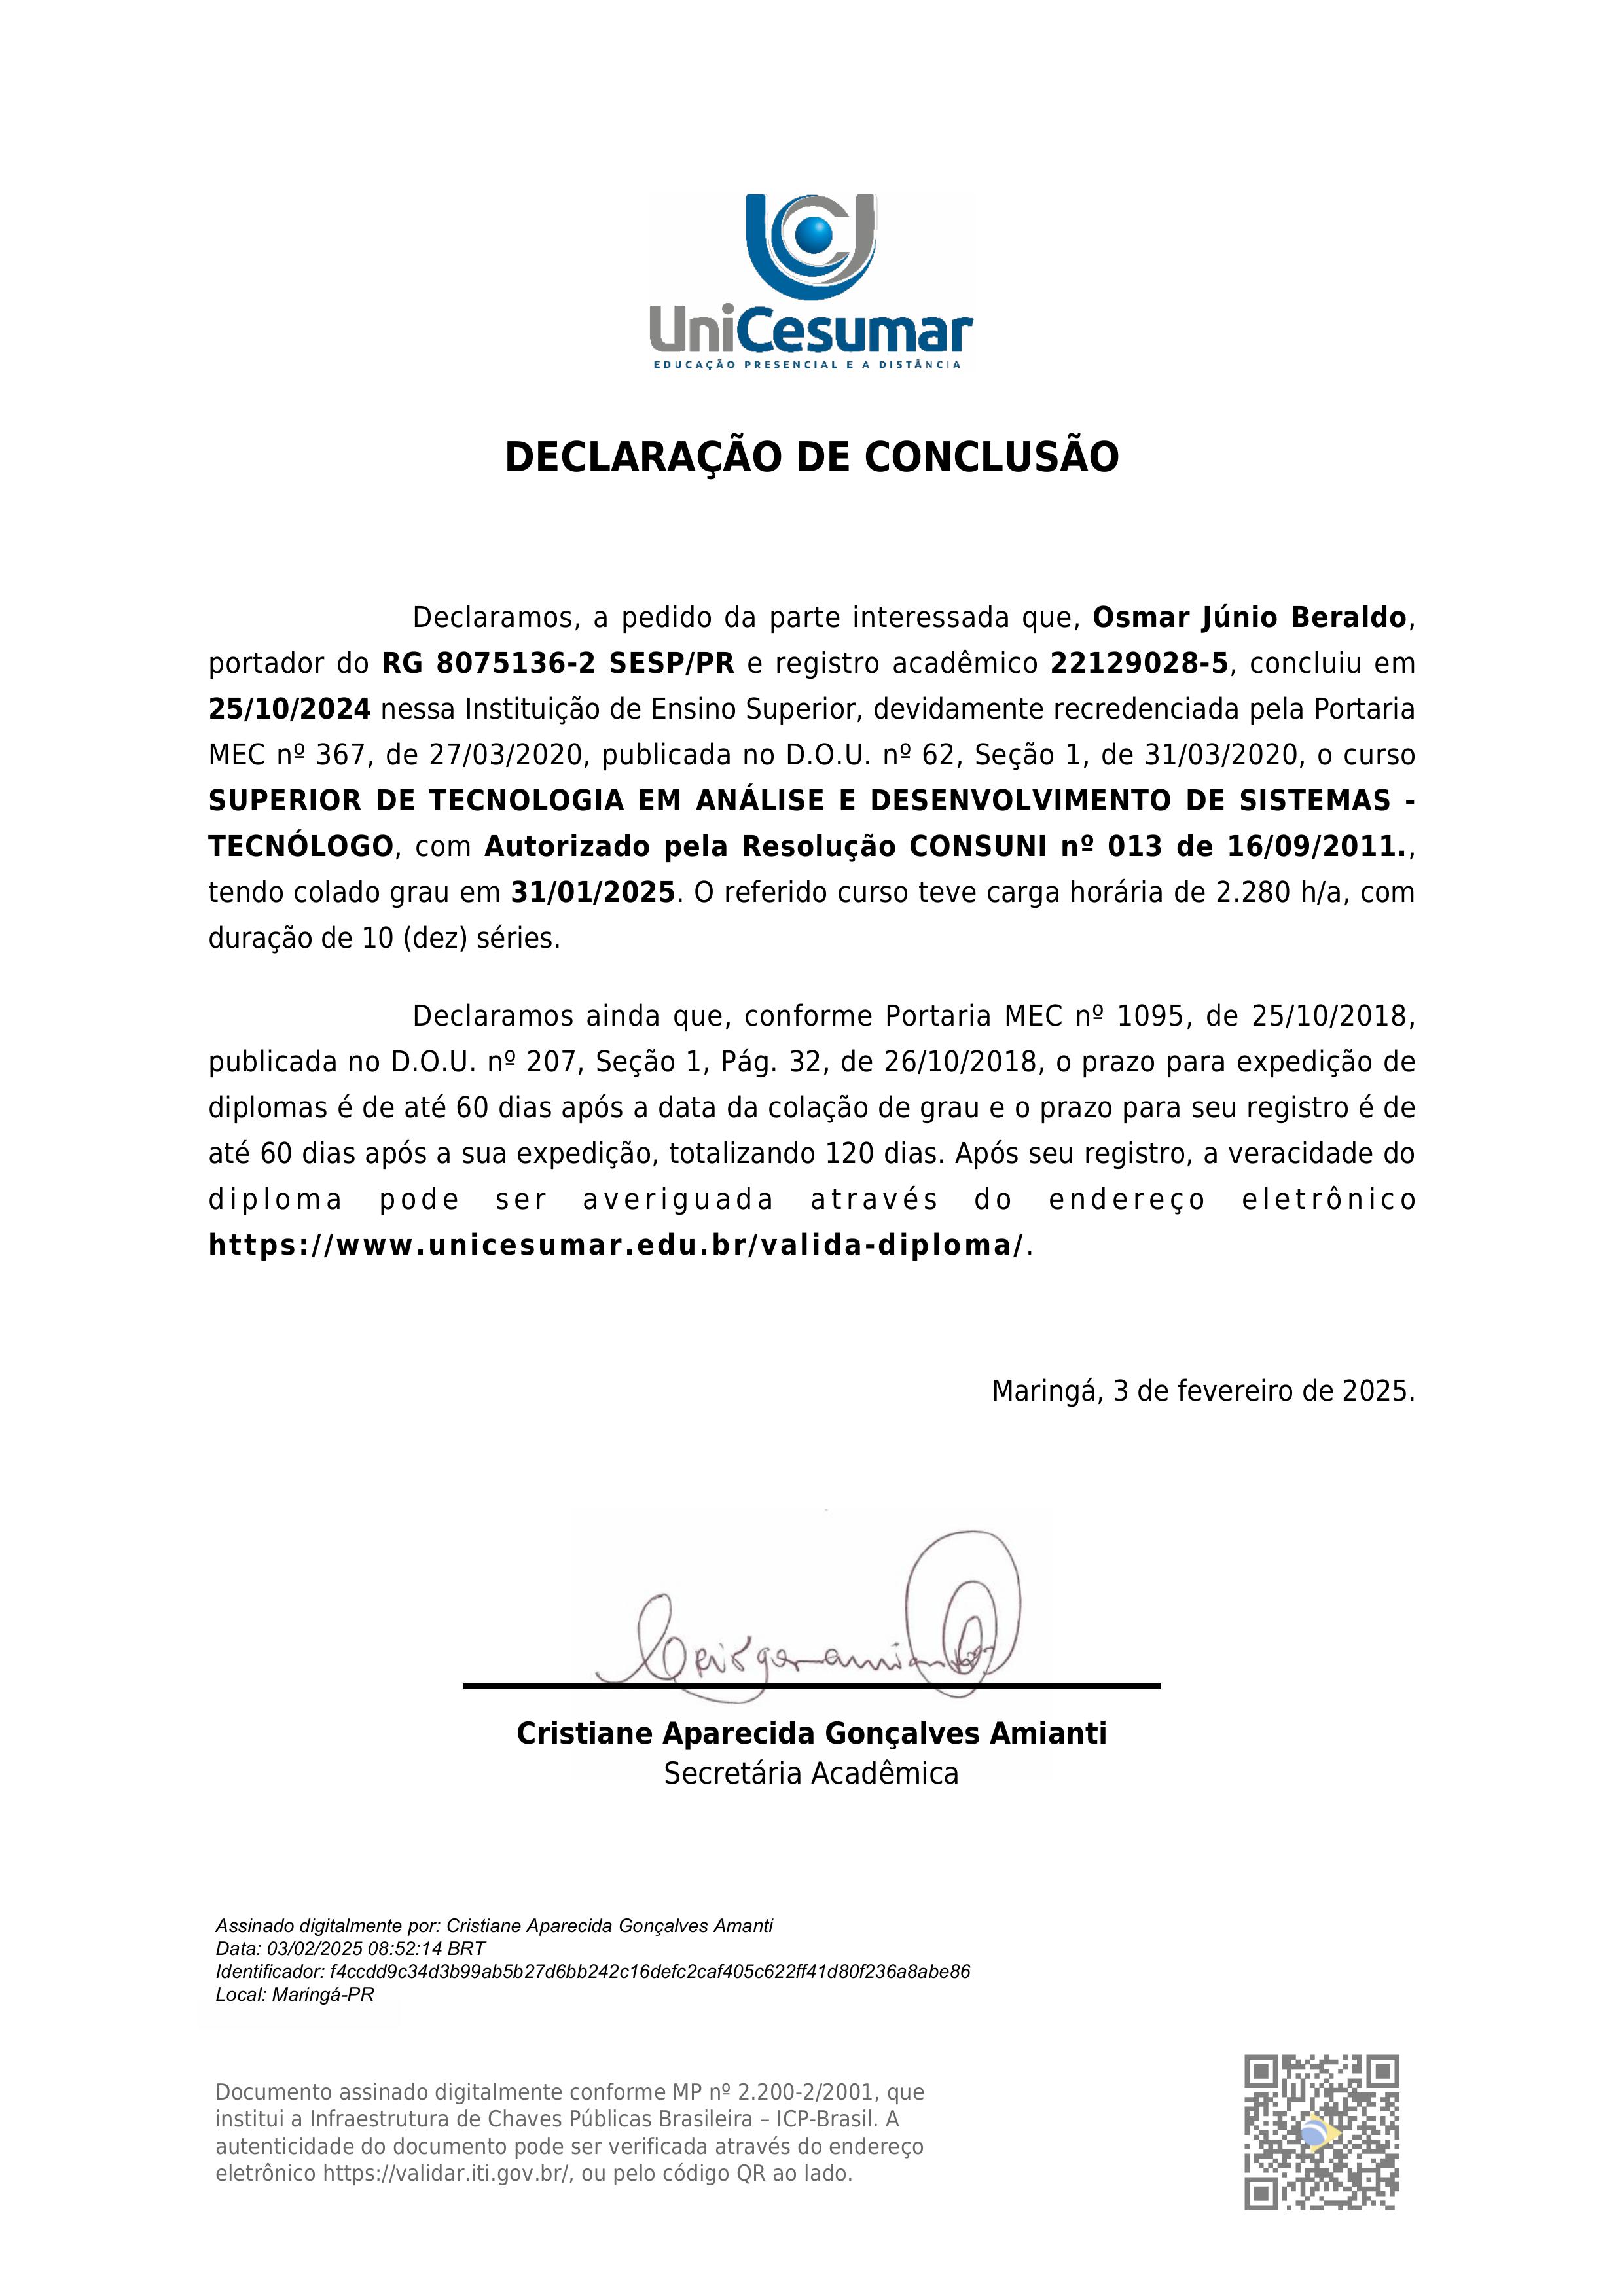 UniCesumar
EDUCAÇÃO PRESENCIAL E A DISTÂNCIA
DECLARAÇÃO DE CONCLUSÃO
Declaramos, a pedido da parte interessada que, Osmar Júnio Beraldo,
portador do RG 8075136-2 SESP/PR e registro acadêmico 22129028-5, concluiu em
25/10/2024 nessa Instituição de Ensino Superior, devidamente recredenciada pela Portaria
MEC nº 367, de 27/03/2020, publicada no D.O.U. nº 62, Seção 1, de 31/03/2020, o curso
SUPERIOR DE TECNOLOGIA EM ANÁLISE E DESENVOLVIMENTO DE SISTEMAS -
TECNÓLOGO, com Autorizado pela Resolução CONSUNI nº 013 de 16/09/2011.,
tendo colado grau em 31/01/2025. O referido curso teve carga horária de 2.280 h/a, com
duração de 10 (dez) séries.
Declaramos ainda que, conforme Portaria MEC nº 1095, de 25/10/2018,
publicada no D.O.U. nº 207, Seção 1, Pág. 32, de 26/10/2018, o prazo para expedição de
diplomas é de até 60 dias após a data da colação de grau e o prazo para seu registro é de
até 60 dias após a sua expedição, totalizando 120 dias. Após seu registro, a veracidade do
diploma pode ser averiguada através do endereço eletrônico
https://www.unicesumar.edu.br/valida-diploma/.
Maringá, 3 de fevereiro de 2025.
Cristiane Aparecida Gonçalves Amianti
Secretária Acadêmica
Assinado digitalmente por: Cristiane Aparecida Gonçalves Amanti
Data: 03/02/2025 08:52:14 BRT
Identificador: f4ccdd9c34d3b99ab5b27d6bb242c16defc2caf405c622ff41d80f236a8abe86
Local: Maringá-PR
Documento assinado digitalmente conforme MP nº 2.200-2/2001, que
institui a Infraestrutura de Chaves Públicas Brasileira – ICP-Brasil. A
autenticidade do documento pode ser verificada através do endereço
eletrônico https://validar.iti.gov.br/, ou pelo código QR ao lado.